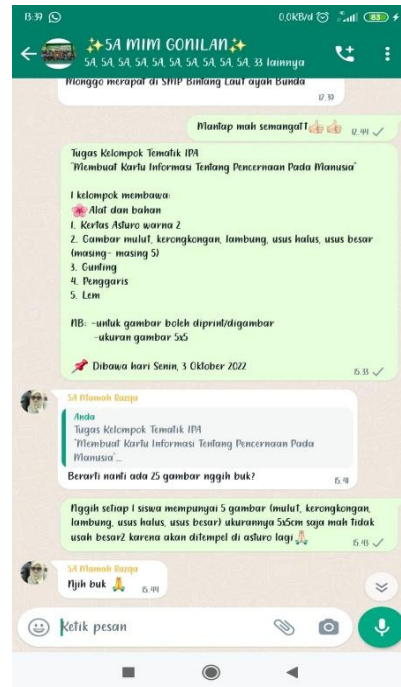 13.39
0,0KB/d
83
✨5A MIM GONILAN✨
5A, 5A, 5A, 5A, 5A, 5A, 5A, 5A, 5A, 33 lainnya
Monggo merapat di SMP Bintang Laut ayah Bunda
12.39
Mantap mah semangatt👍🏻👍🏻
12.44
Tugas Kelompok Tematik IPA
"Membuat Kartu Informasi Tentang Pencernaan Pada Manusia"
1 kelompok membawa:
🌸Alat dan bahan
1. Kertas Asturo warna 2
2. Gambar mulut, kerongkongan, lambung, usus halus, usus besar
(masing- masing 5)
3. Gunting
4. Penggaris
5. Lem
NB: -untuk gambar boleh diprint/digambar
-ukuran gambar 5x5
📌 Dibawa hari Senin, 3 Oktober 2022
15.33
5A Mamah Razqa
Anda
Tugas Kelompok Tematik IPA
"Membuat Kartu Informasi Tentang Pencernaan Pada
Manusia"...
Berarti nanti ada 25 gambar nggih buk?
15.41
Nggih setiap 1 siswa mempunyai 5 gambar (mulut, kerongkongan,
lambung, usus halus, usus besar) ukurannya 5x5cm saja mah tidak
usah besar2 karena akan ditempel di asturo lagi🙏🏻
15.43
5A Mamah Razqa
Njih buk 🙏
15.44
Ketik pesan